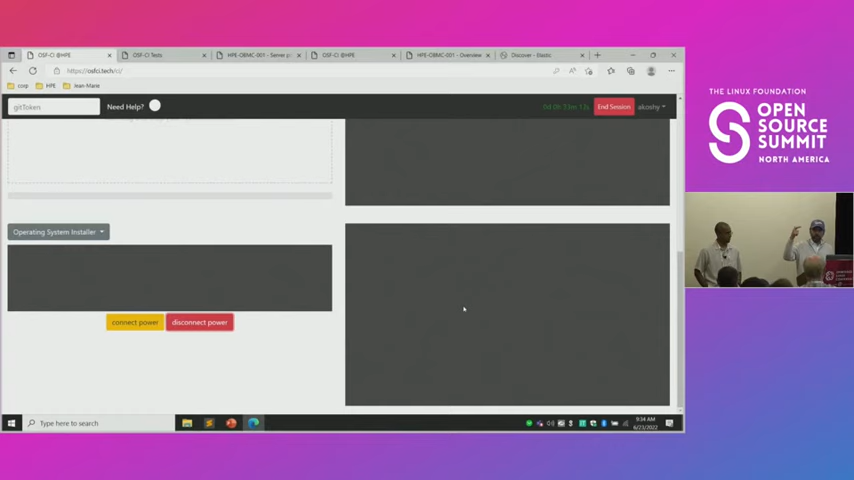 OSF-CI @HPE
OSF-CI Tests
HPE-OBMC-001 - Server p
OSF-CI @HPE
HPE-OBMC-001 - Overview
Discover - Elastic
https://osfci.tech/ci/
corp
HPE
Jean-Marie
gitToken
Need Help?
End Session
akoshy
Operating System Installer
connect power
disconnect power
Type here to search
9:34 AM
6/23/2022
THE LINUX FOUNDATION
OPEN
SOURCE
SUMMIT
NORTH AMERICA